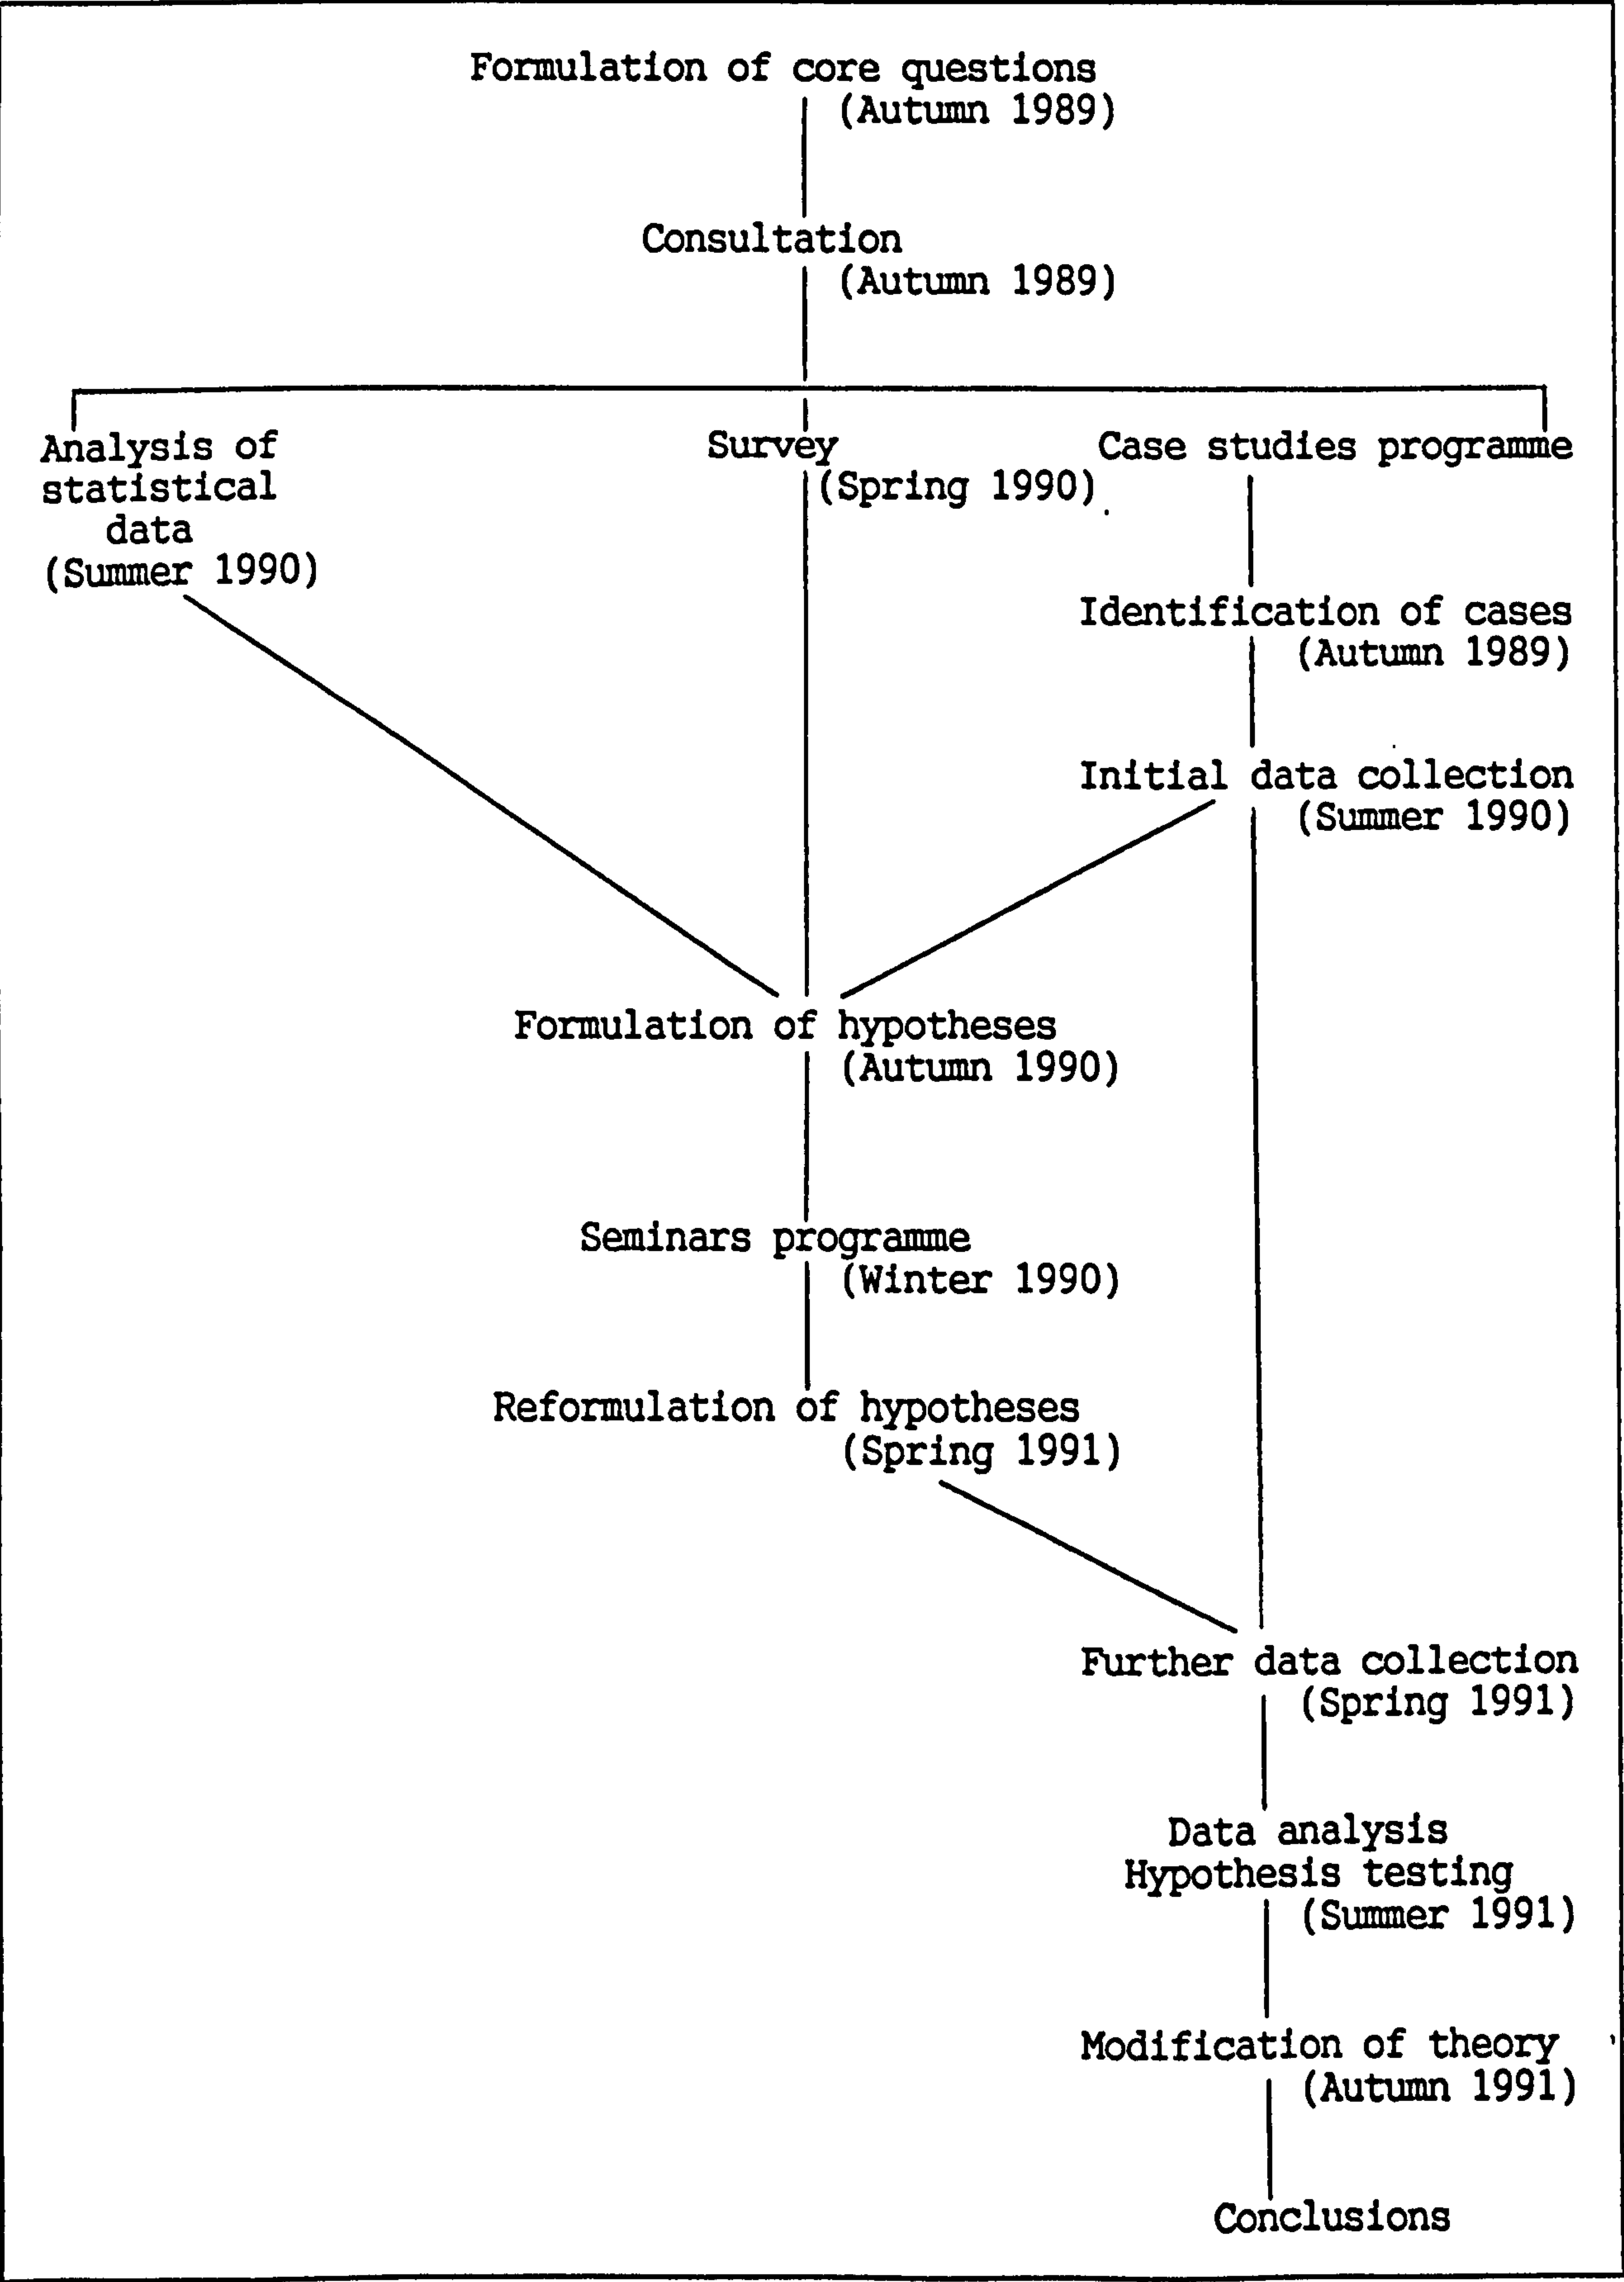 Formulation of core questions
(Autumn 1989)
Consultation
(Autumn 1989)
Analysis of
statistical
data
(Summer 1990)
Survey
(Spring 1990)
Case studies programme
Identification of cases
(Autumn 1989)
Initial data collection
(Summer 1990)
Formulation of hypotheses
(Autumn 1990)
Seminars programme
(Winter 1990)
Reformulation of hypotheses
(Spring 1991)
Further data collection
(Spring 1991)
Data analysis
Hypothesis testing
(Summer 1991)
Modification of theory
(Autumn 1991)
Conclusions